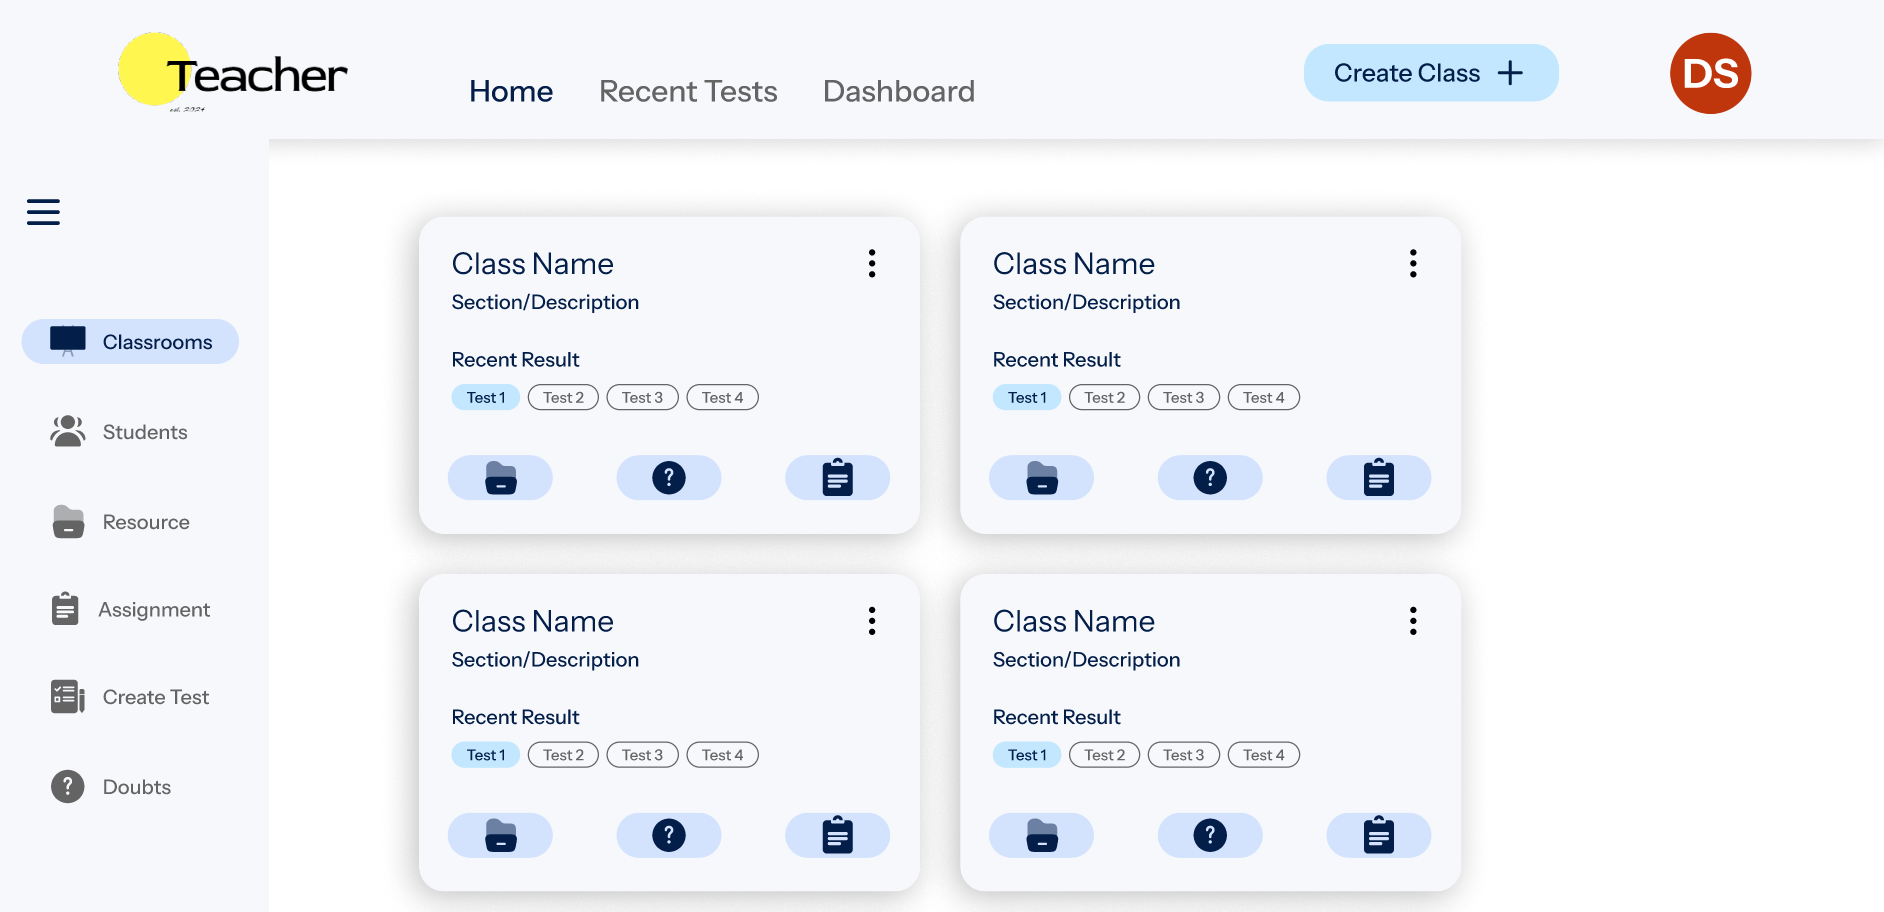 Teacher
est. 2024
Home Recent Tests Dashboard
Create Class +
DS
Classrooms
Students
Resource
Assignment
Create Test
Doubts
Class Name
Section/Description
Recent Result
Test 1 Test 2 Test 3 Test 4
?
Class Name
Section/Description
Recent Result
Test 1 Test 2 Test 3 Test 4
?
Class Name
Section/Description
Recent Result
Test 1 Test 2 Test 3 Test 4
?
Class Name
Section/Description
Recent Result
Test 1 Test 2 Test 3 Test 4
?